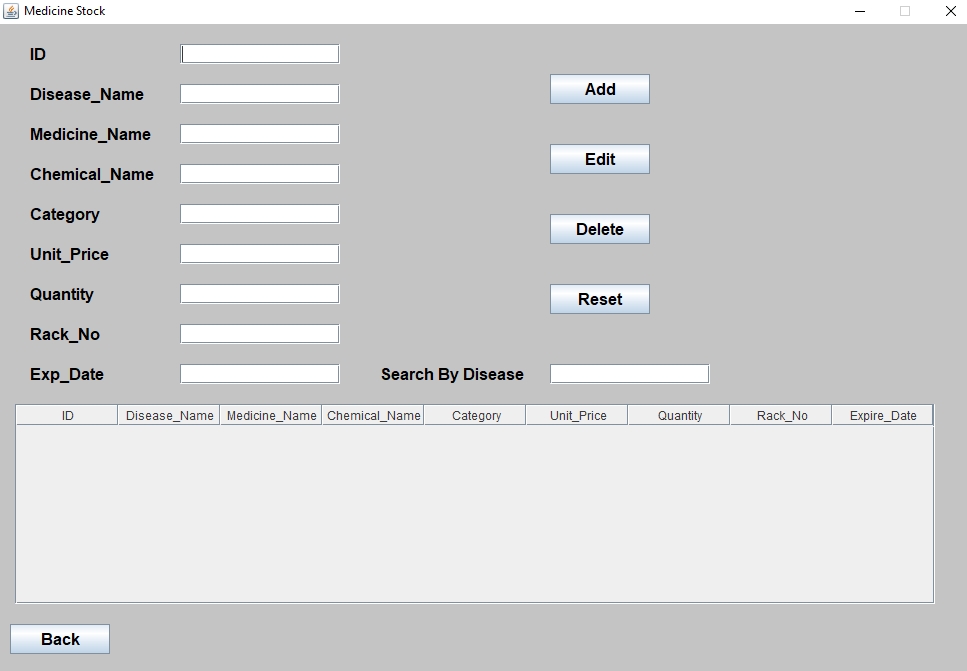 Medicine Stock
ID
Add
Disease_Name
Medicine_Name
Edit
Chemical_Name
Category
Delete
Unit_Price
Quantity
Reset
Rack_No
Exp_Date Search By Disease
ID Disease_Name Medicine_Name Chemical_Name Category Unit_Price Quantity Rack_No Expire_Date
Back